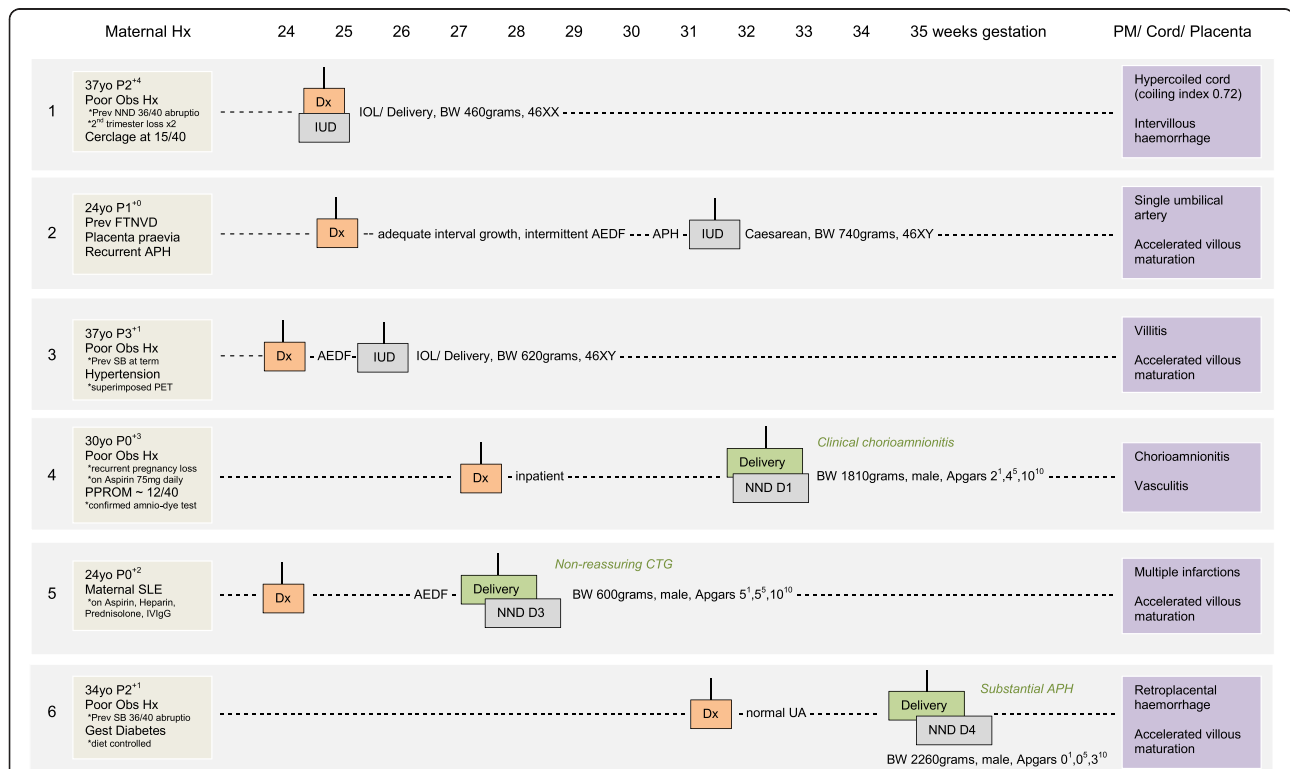 Maternal Hx 24 25 26 27 28 29 30 31 32 33 34 35 weeks gestation PM/ Cord/ Placenta
1
37yo P2⁺⁴
Poor Obs Hx
*Prev NND 36/40 abruptio
*2ⁿᵈ trimester loss x2
Cerclage at 15/40
Dx
IUD
IOL/ Delivery, BW 460grams, 46XX
Hypercoiled cord
(coiling index 0.72)
Intervillous
haemorrhage
2
24yo P1⁺⁰
Prev FTNVD
Placenta praevia
Recurrent APH
Dx
adequate interval growth, intermittent AEDF
APH
IUD
Caesarean, BW 740grams, 46XY
Single umbilical
artery
Accelerated villous
maturation
3
37yo P3⁺¹
Poor Obs Hx
*Prev SB at term
Hypertension
*superimposed PET
Dx
AEDF
IUD
IOL/ Delivery, BW 620grams, 46XY
Villitis
Accelerated villous
maturation
4
30yo P0⁺³
Poor Obs Hx
*recurrent pregnancy loss
*on Aspirin 75mg daily
PPROM ~ 12/40
*confirmed amnio-dye test
Dx
inpatient
Delivery
NND D1
Clinical chorioamnionitis
BW 1810grams, male, Apgars 2¹,4⁵,10¹⁰
Chorioamnionitis
Vasculitis
5
24yo P0⁺²
Maternal SLE
*on Aspirin, Heparin,
Prednisolone, IVIgG
Dx
AEDF
Delivery
NND D3
Non-reassuring CTG
BW 600grams, male, Apgars 5¹,5⁵,10¹⁰
Multiple infarctions
Accelerated villous
maturation
6
34yo P2⁺¹
Poor Obs Hx
*Prev SB 36/40 abruptio
Gest Diabetes
*diet controlled
Dx
normal UA
Delivery
NND D4
Substantial APH
BW 2260grams, male, Apgars 0¹,0⁵,3¹⁰
Retroplacental
haemorrhage
Accelerated villous
maturation